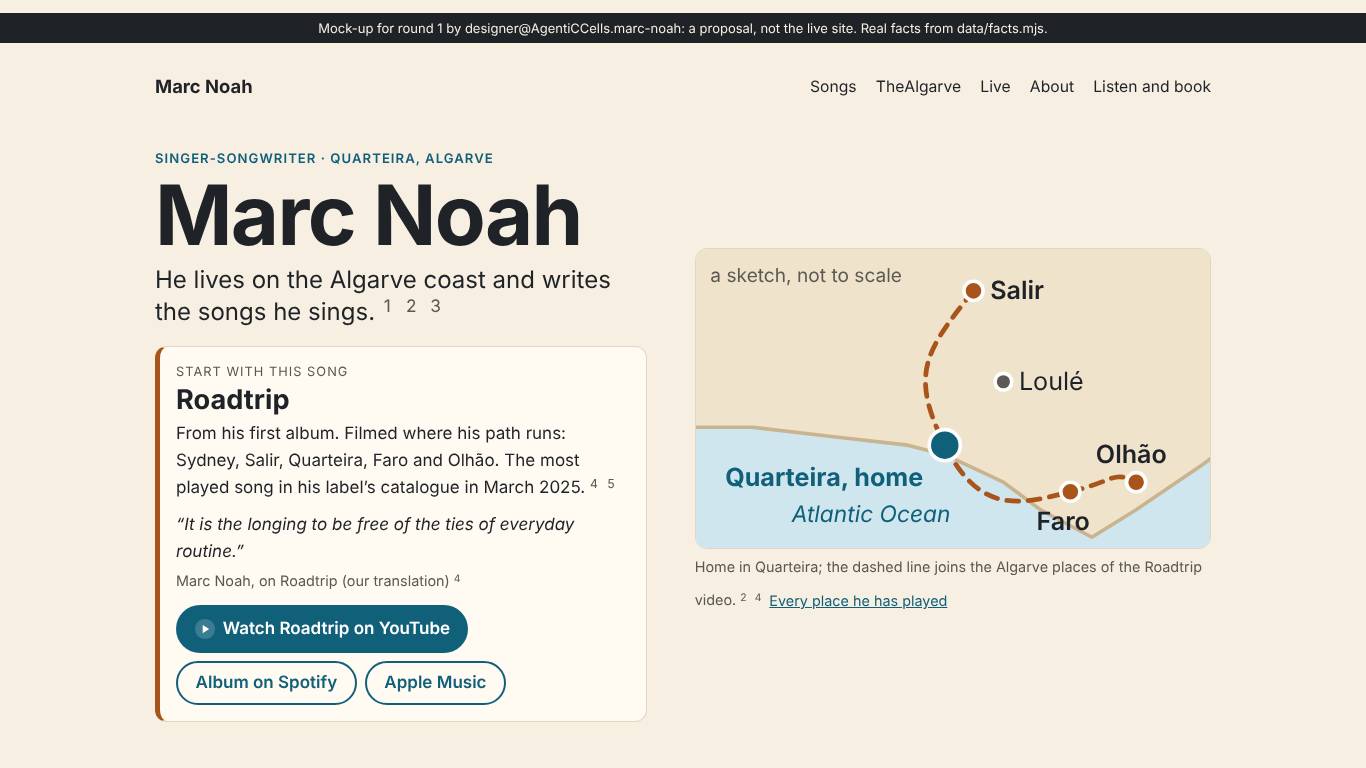 Mock-up for round 1 by designer@AgentiCCells.marc-noah: a proposal, not the live site. Real facts from data/facts.mjs.
Marc Noah
Songs TheAlgarve Live About Listen and book
SINGER-SONGWRITER · QUARTEIRA, ALGARVE
Marc Noah
He lives on the Algarve coast and writes
the songs he sings. 1 2 3
START WITH THIS SONG
Roadtrip
From his first album. Filmed where his path runs:
Sydney, Salir, Quarteira, Faro and Olhão. The most
played song in his label’s catalogue in March 2025. 4 5
“It is the longing to be free of the ties of everyday
routine.”
Marc Noah, on Roadtrip (our translation) 4
Watch Roadtrip on YouTube
Album on Spotify
Apple Music
a sketch, not to scale
Salir
Loulé
Olhão
Quarteira, home
Atlantic Ocean
Faro
Home in Quarteira; the dashed line joins the Algarve places of the Roadtrip
video. 2 4 Every place he has played